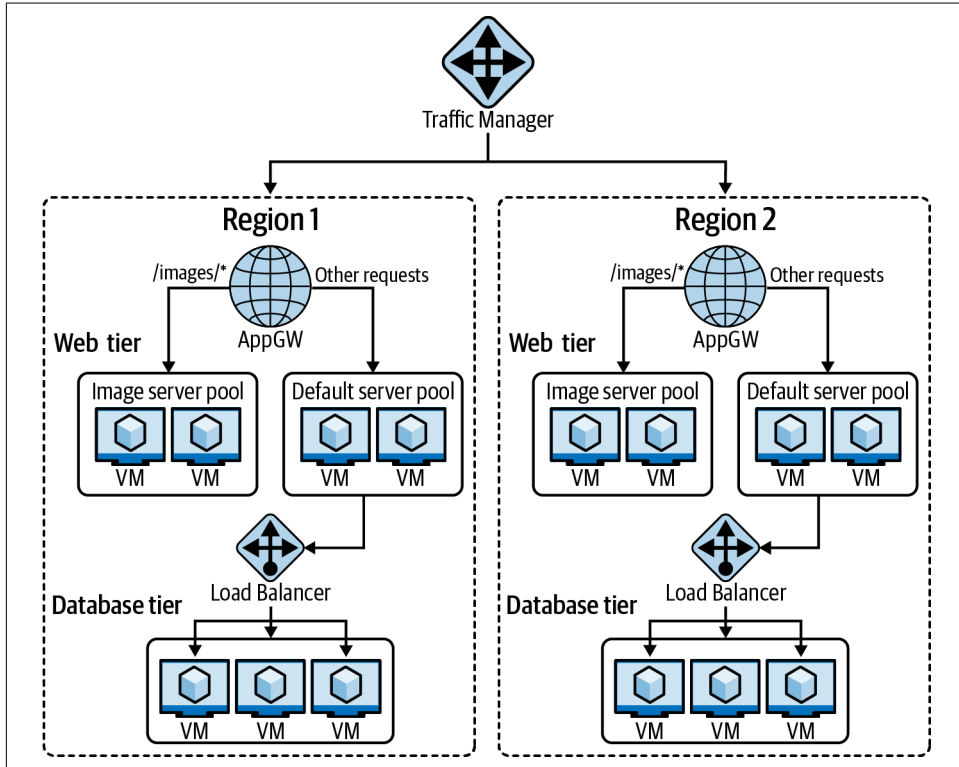 Traffic Manager
Region 1
/images/*
Other requests
AppGW
Web tier
Image server pool
VM
VM
Default server pool
VM
VM
Load Balancer
Database tier
VM
VM
VM
Region 2
/images/*
Other requests
AppGW
Web tier
Image server pool
VM
VM
Default server pool
VM
VM
Load Balancer
Database tier
VM
VM
VM